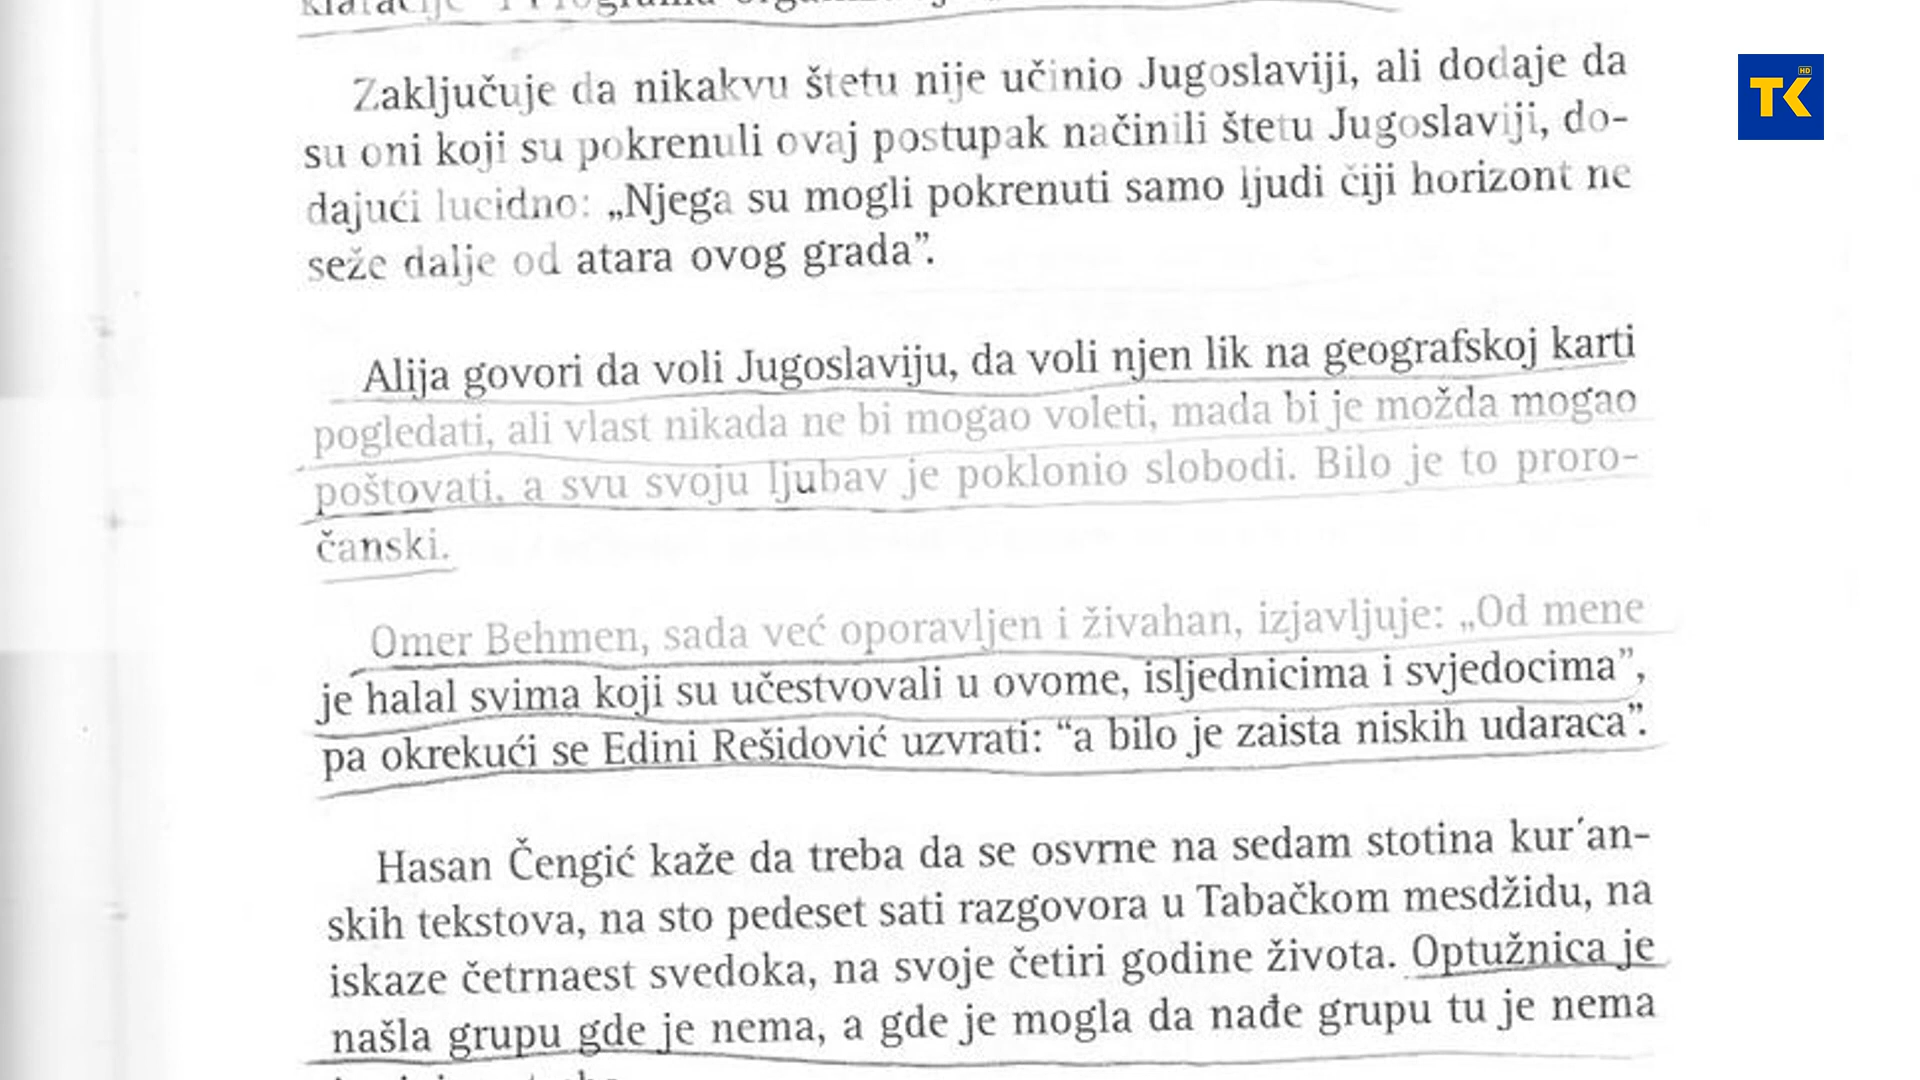 Zaključuje da nikakvu štetu nije učinio Jugoslaviji, ali dodaje da
su oni koji su pokrenuli ovaj postupak načinili štetu Jugoslaviji, do-
dajući lucidno: „Njega su mogli pokrenuti samo ljudi čiji horizont ne
seže dalje od atara ovog grada”.
Alija govori da voli Jugoslaviju, da voli njen lik na geografskoj karti
pogledati, ali vlast nikada ne bi mogao voleti, mada bi je možda mogao
poštovati, a svu svoju ljubav je poklonio slobodi. Bilo je to proro-
čanski.
Omer Behmen, sada već oporavljen i živahan, izjavljuje: „Od mene
je halal svima koji su učestvovali u ovome, isljednicima i svjedocima”,
pa okrekući se Edini Rešidović uzvrati: “a bilo je zaista niskih udaraca”.
Hasan Čengić kaže da treba da se osvrne na sedam stotina kur´an-
skih tekstova, na sto pedeset sati razgovora u Tabačkom mesdžidu, na
iskaze četrnaest svedoka, na svoje četiri godine života. Optužnica je
našla grupu gde je nema, a gde je mogla da nađe grupu tu je nema
TK HD